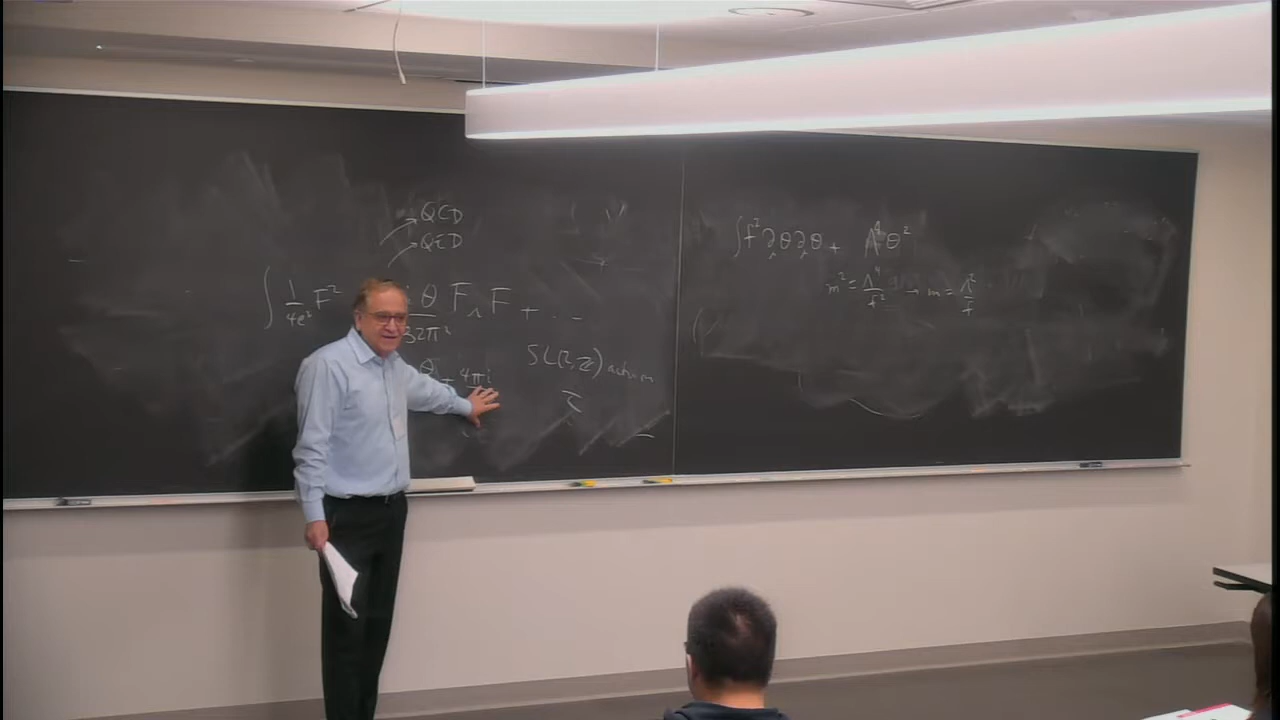 QCD
QED
∫ 1/4e² F² θ/32π² F∧F + ...
θ + 4πi
SL(2,ℤ) action
τ
∫f²∂θ∂θ + Λ⁴θ²
m² = Λ⁴/f² → m = Λ²/f